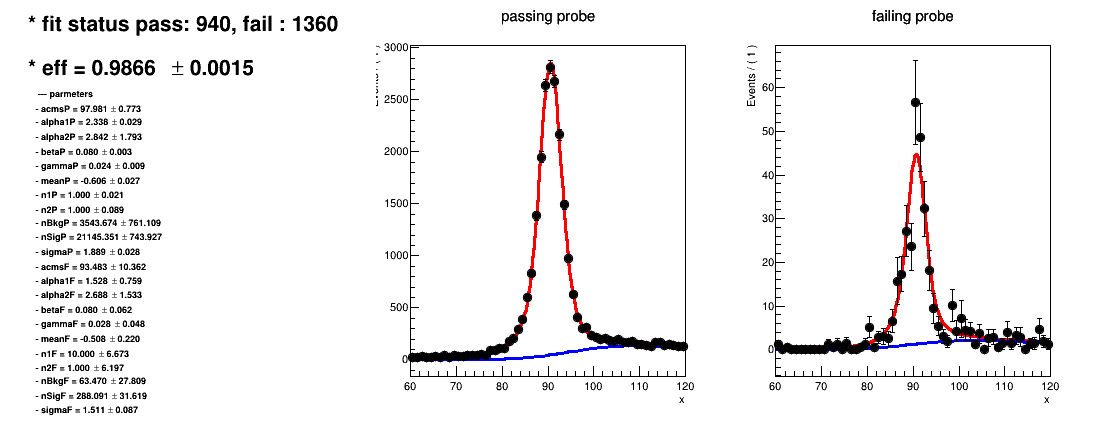 * fit status pass: 940, fail : 1360
* eff = 0.9866 ± 0.0015
--- parmeters
- acmsP = 97.981 ± 0.773
- alpha1P = 2.338 ± 0.029
- alpha2P = 2.842 ± 1.793
- betaP = 0.080 ± 0.003
- gammaP = 0.024 ± 0.009
- meanP = -0.606 ± 0.027
- n1P = 1.000 ± 0.021
- n2P = 1.000 ± 0.089
- nBkgP = 3543.674 ± 761.109
- nSigP = 21145.351 ± 743.927
- sigmaP = 1.889 ± 0.028
- acmsF = 93.483 ± 10.362
- alpha1F = 1.528 ± 0.759
- alpha2F = 2.688 ± 1.533
- betaF = 0.080 ± 0.062
- gammaF = 0.028 ± 0.048
- meanF = -0.508 ± 0.220
- n1F = 10.000 ± 6.673
- n2F = 1.000 ± 6.197
- nBkgF = 63.470 ± 27.809
- nSigF = 288.091 ± 31.619
- sigmaF = 1.511 ± 0.087
passing probe
3000
2500
2000
1500
1000
500
0
60 70 80 90 100 110 120
x
failing probe
Events / ( 1 )
60
50
40
30
20
10
0
60 70 80 90 100 110 120
x